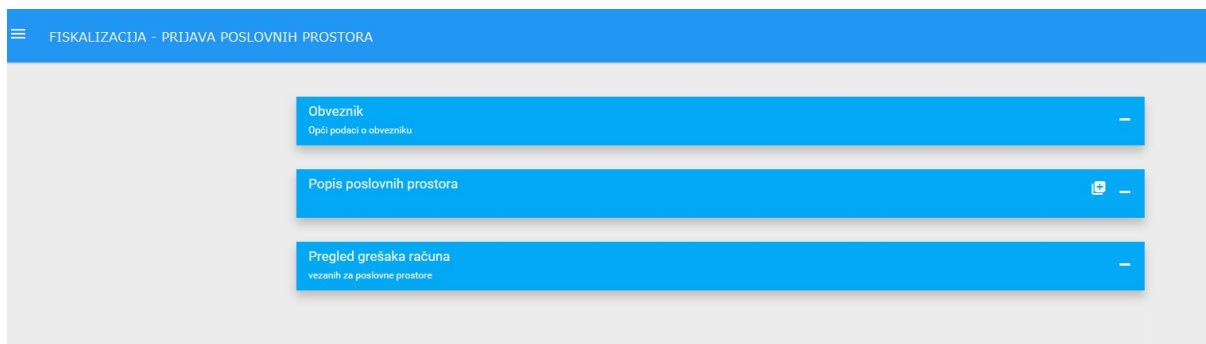 FISKALIZACIJA - PRIJAVA POSLOVNIH PROSTORA
Obveznik
Opći podaci o obvezniku
Popis poslovnih prostora
Pregled grešaka računa
vezanih za poslovne prostore